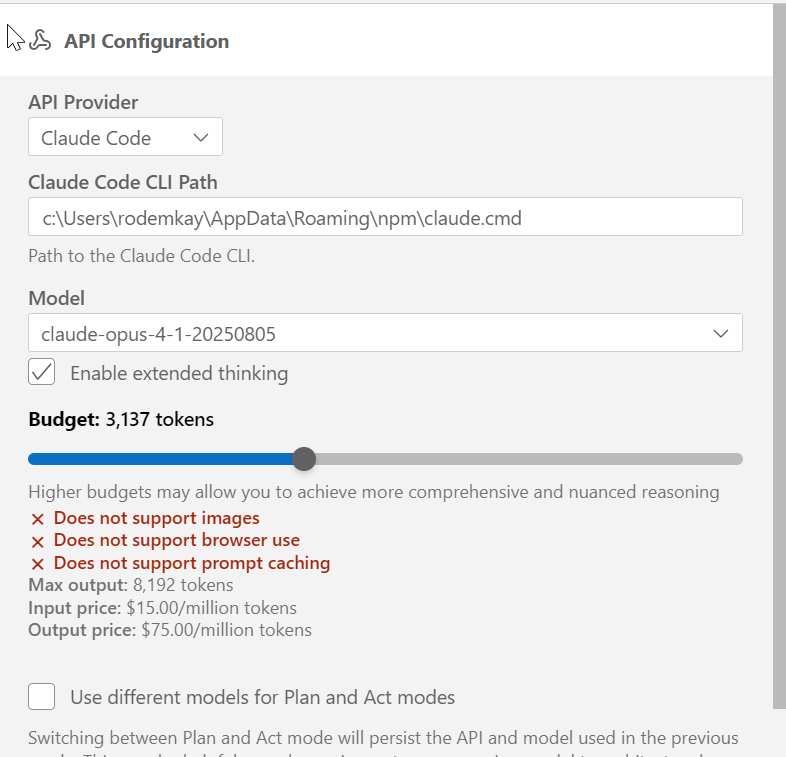 API Configuration
API Provider
Claude Code
Claude Code CLI Path
c:\Users\rodemkay\AppData\Roaming\npm\claude.cmd
Path to the Claude Code CLI.
Model
claude-opus-4-1-20250805
Enable extended thinking
Budget: 3,137 tokens
Higher budgets may allow you to achieve more comprehensive and nuanced reasoning
Does not support images
Does not support browser use
Does not support prompt caching
Max output: 8,192 tokens
Input price: $15.00/million tokens
Output price: $75.00/million tokens
Use different models for Plan and Act modes
Switching between Plan and Act mode will persist the API and model used in the previous